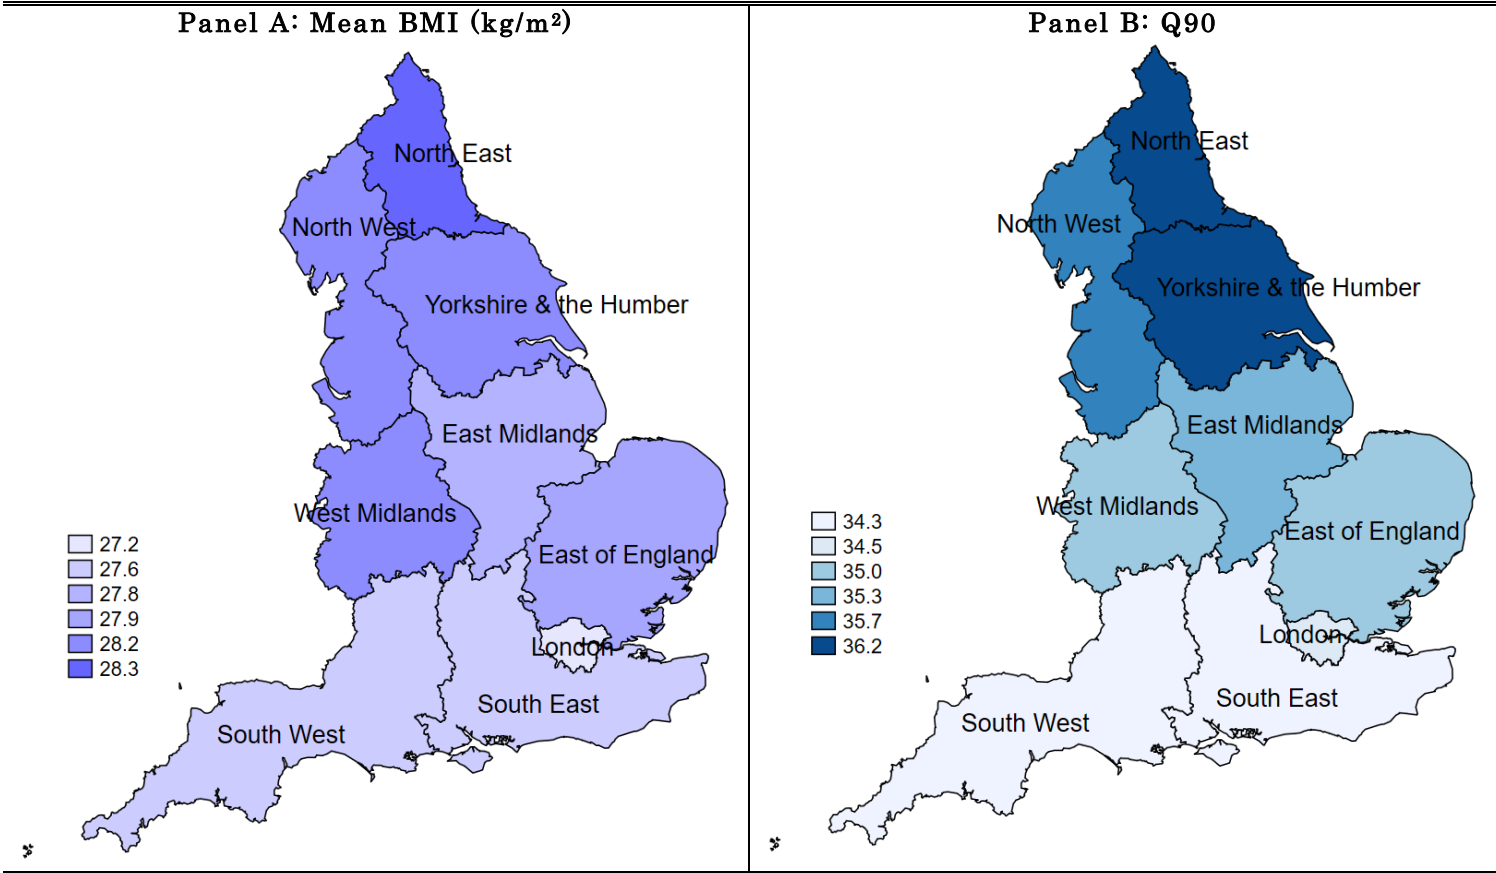 Panel A: Mean BMI (kg/m²)
North East
North West
Yorkshire & the Humber
East Midlands
West Midlands
East of England
London
South East
South West
27.2
27.6
27.8
27.9
28.2
28.3
Panel B: Q90
North East
North West
Yorkshire & the Humber
East Midlands
West Midlands
East of England
London
South East
South West
34.3
34.5
35.0
35.3
35.7
36.2